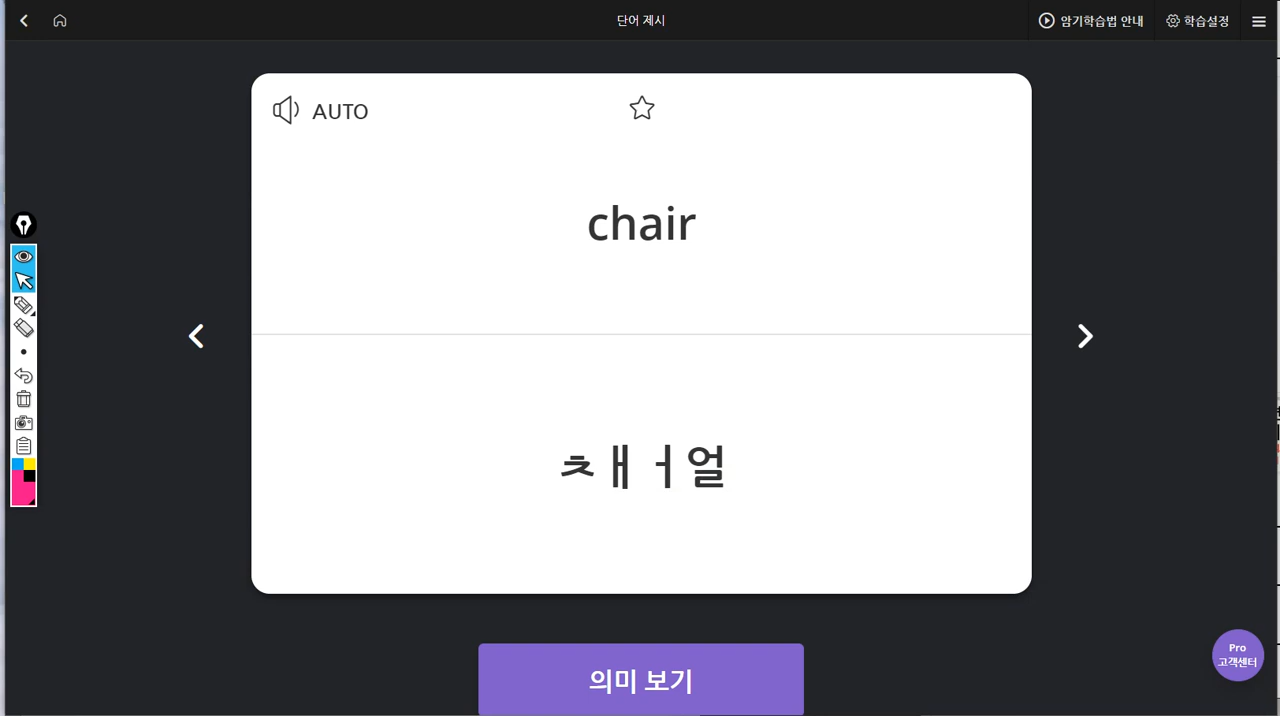 단어 제시
암기학습법 안내
학습설정
AUTO
chair
ㅊㅐㅓ얼
의미 보기
Pro
고객센터